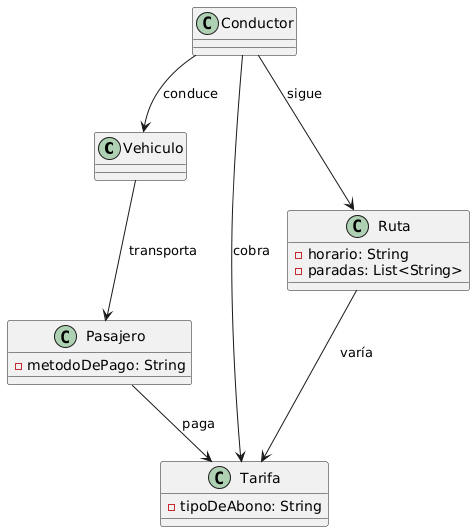 C Conductor
conduce
sigue
C Vehiculo
C Ruta
horario: String
paradas: List<String>
transporta
cobra
C Pasajero
metodoDePago: String
varía
paga
C Tarifa
tipoDeAbono: String